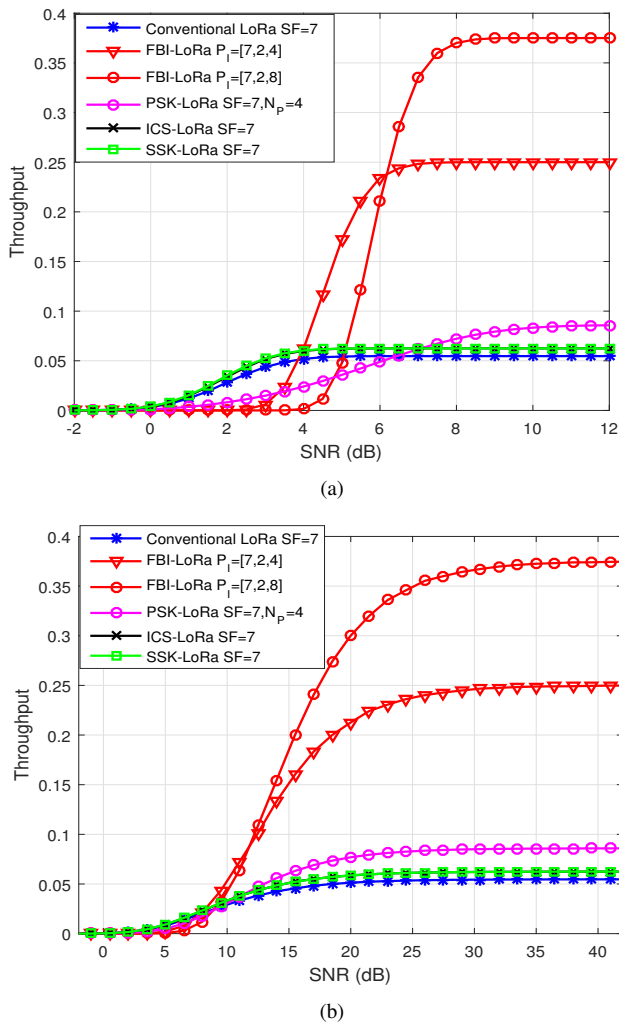 0.4
0.35
0.3
0.25
0.2
0.15
0.1
0.05
0
Throughput
Conventional LoRa SF=7
FBI-LoRa P_I=[7,2,4]
FBI-LoRa P_I=[7,2,8]
PSK-LoRa SF=7,N_P=4
ICS-LoRa SF=7
SSK-LoRa SF=7
-2 0 2 4 6 8 10 12
SNR (dB)
(a)
0.4
0.35
0.3
0.25
0.2
0.15
0.1
0.05
0
Throughput
Conventional LoRa SF=7
FBI-LoRa P_I=[7,2,4]
FBI-LoRa P_I=[7,2,8]
PSK-LoRa SF=7,N_P=4
ICS-LoRa SF=7
SSK-LoRa SF=7
0 5 10 15 20 25 30 35 40
SNR (dB)
(b)